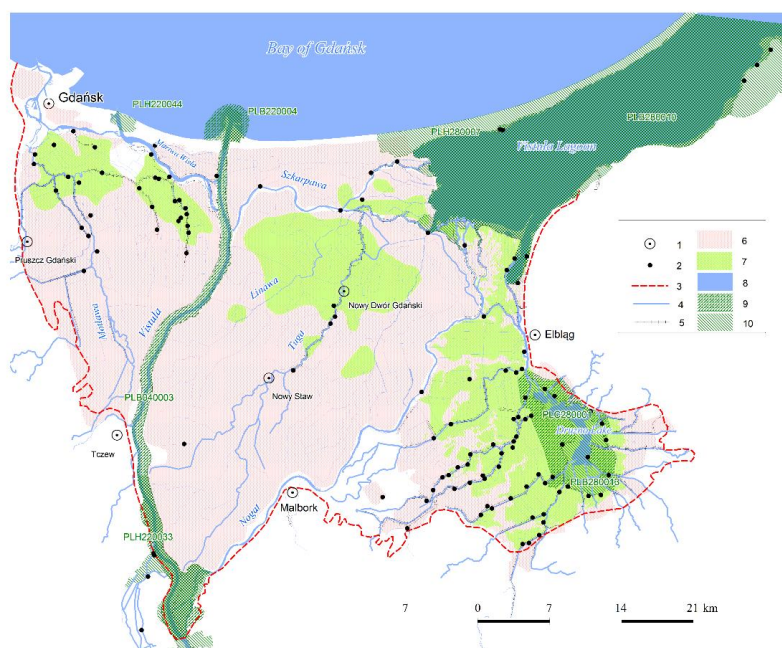 Bay of Gdańsk
Gdańsk
PLH220044
PLB220004
PLH280007
PLB280010
Vistula Lagoon
Martwa Wisła
Szkarpawa
1
6
2
7
3
8
4
9
5
10
Pruszcz Gdański
Motława
Vistula
Linawa
Nowy Dwór Gdański
Tuga
Elbląg
Nowy Staw
PLB040003
Tczew
Druzno Lake
PLB280013
Malbork
Nogat
PLH220033
7
0
7
14
21 km